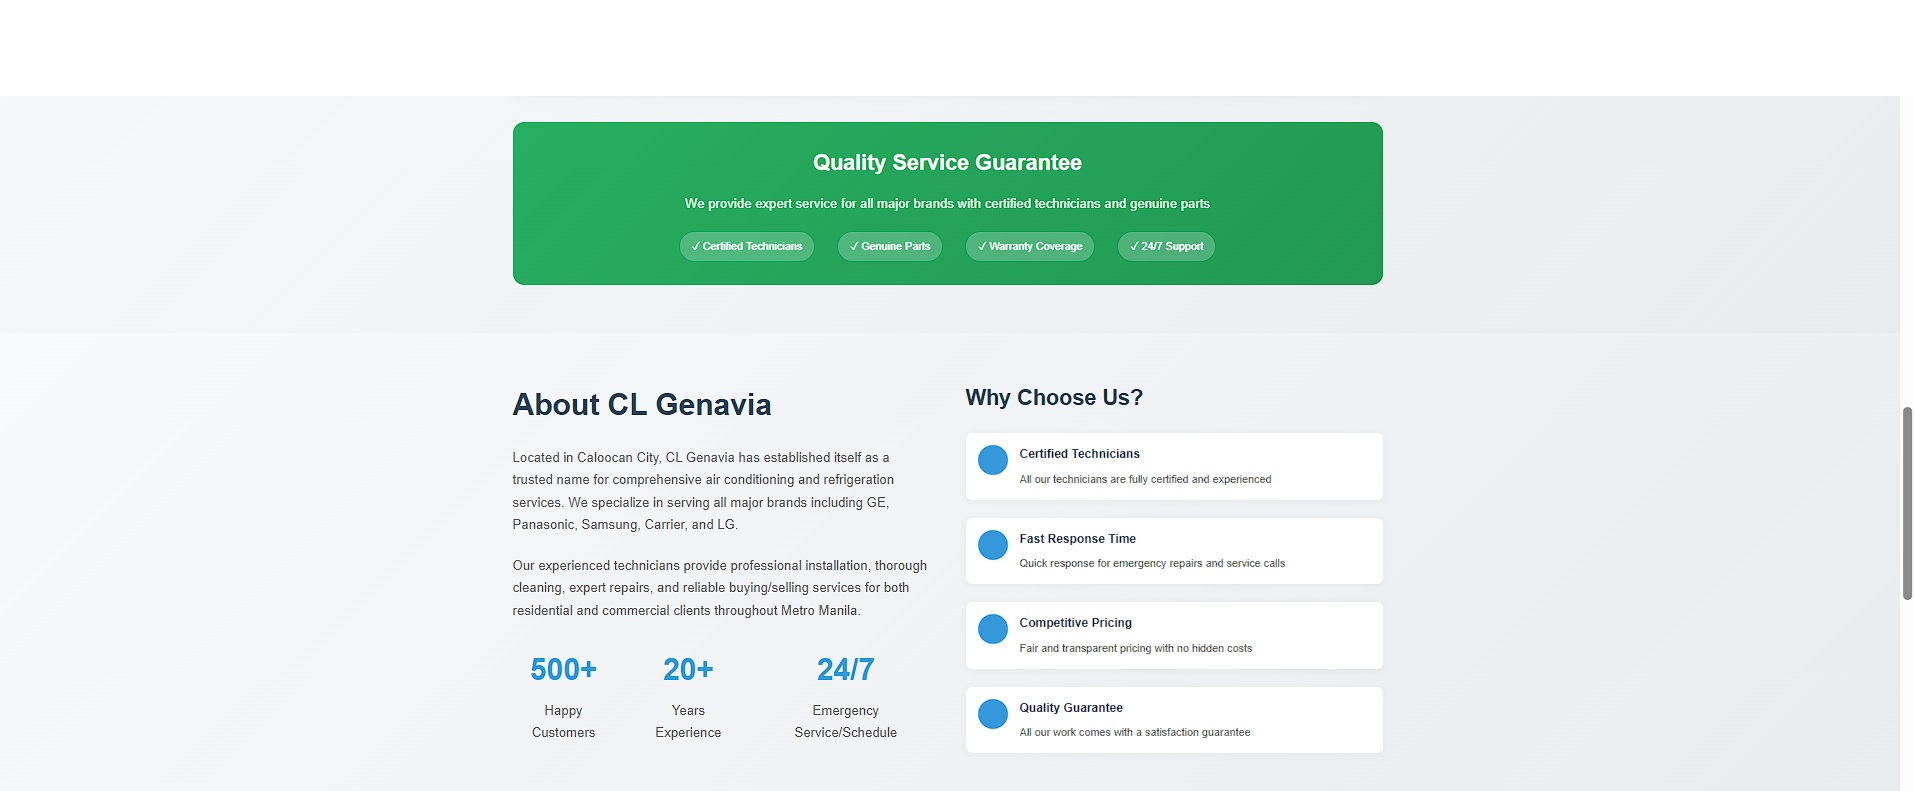 Quality Service Guarantee
We provide expert service for all major brands with certified technicians and genuine parts
✓ Certified Technicians
✓ Genuine Parts
✓ Warranty Coverage
✓ 24/7 Support
About CL Genavia
Located in Caloocan City, CL Genavia has established itself as a
trusted name for comprehensive air conditioning and refrigeration
services. We specialize in serving all major brands including GE,
Panasonic, Samsung, Carrier, and LG.
Our experienced technicians provide professional installation, thorough
cleaning, expert repairs, and reliable buying/selling services for both
residential and commercial clients throughout Metro Manila.
500+
Happy
Customers
20+
Years
Experience
24/7
Emergency
Service/Schedule
Why Choose Us?
Certified Technicians
All our technicians are fully certified and experienced
Fast Response Time
Quick response for emergency repairs and service calls
Competitive Pricing
Fair and transparent pricing with no hidden costs
Quality Guarantee
All our work comes with a satisfaction guarantee